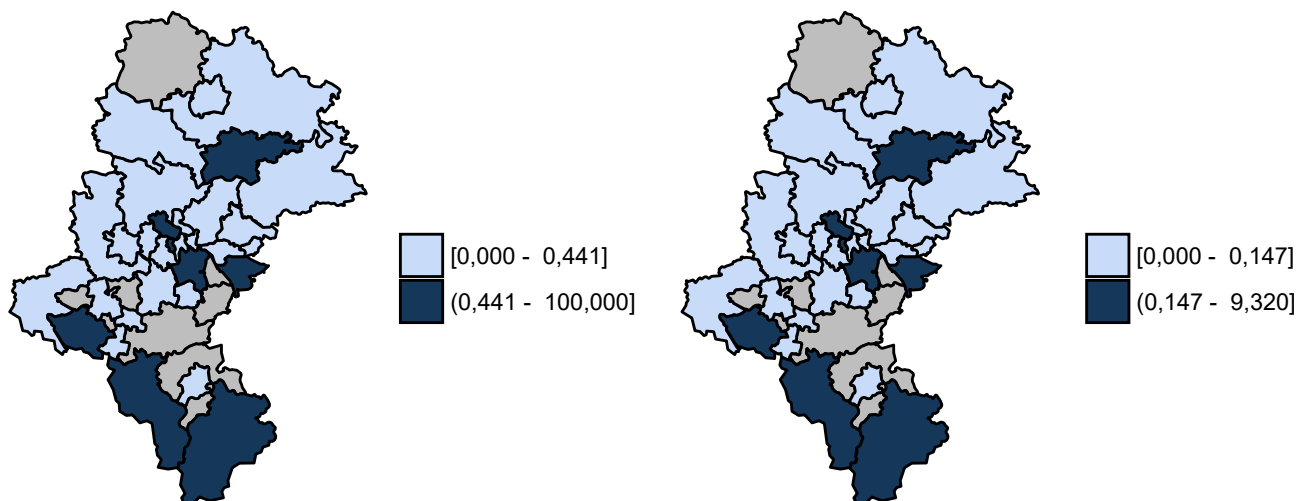 [0,000 - 0,441]
(0,441 - 100,000]
[0,000 - 0,147]
(0,147 - 9,320]